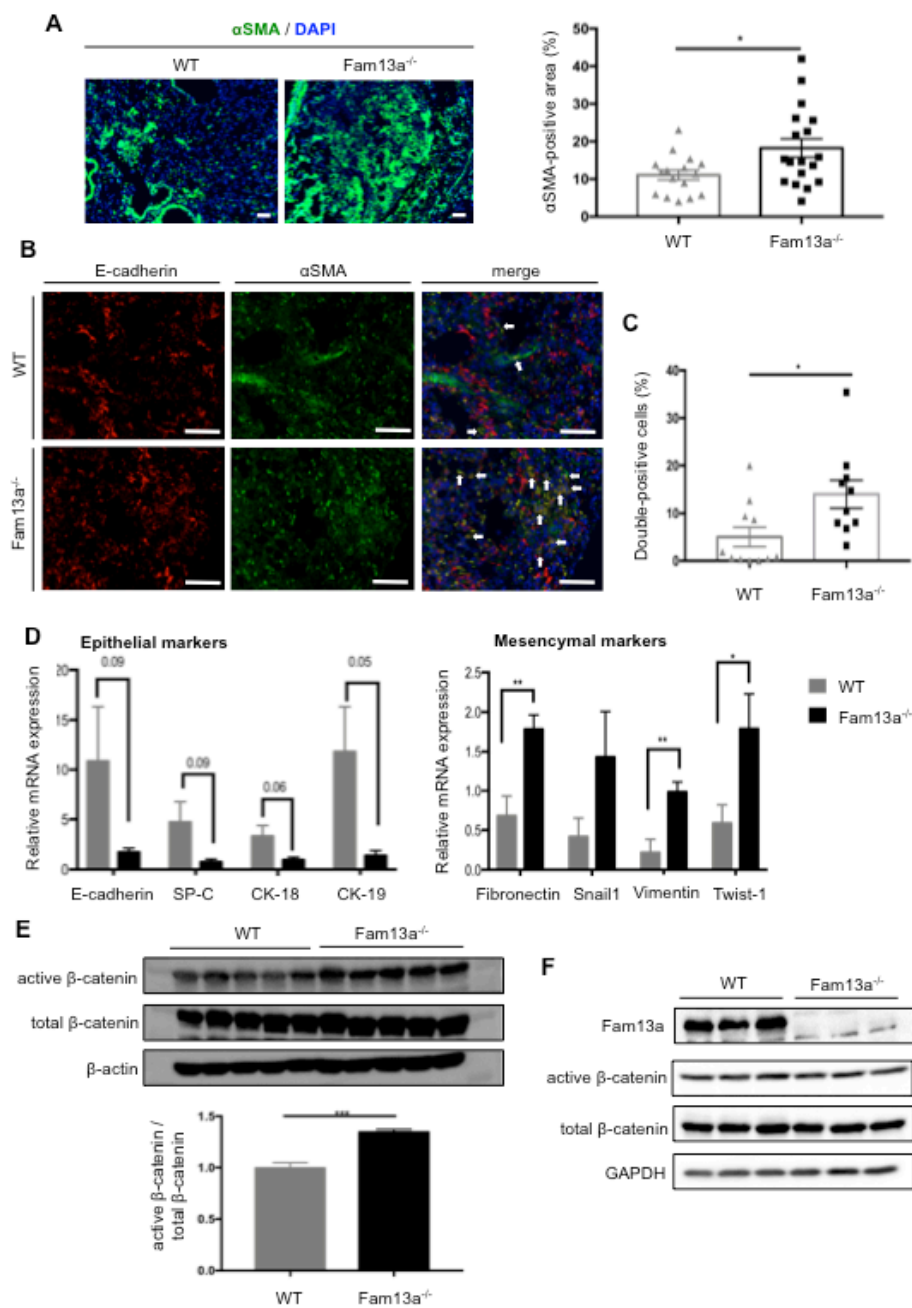 A
αSMA / DAPI
WT Fam13a-/-
αSMA-positive area (%)
50
40
30
20
10
0
*
WT Fam13a-/-
B
E-cadherin αSMA merge
WT
Fam13a-/-
C
Double-positive cells (%)
40
30
20
10
0
*
WT Fam13a-/-
D
Epithelial markers
Relative mRNA expression
20
15
10
5
0
0.09
0.09
0.06
0.05
E-cadherin SP-C CK-18 CK-19
Mesencymal markers
Relative mRNA expression
2.5
2.0
1.5
1.0
0.5
0.0
**
**
*
WT
Fam13a-/-
Fibronectin Snail1 Vimentin Twist-1
E
WT Fam13a-/-
active β-catenin
total β-catenin
β-actin
active β-catenin /
total β-catenin
1.5
1.0
0.5
0.0
***
WT Fam13a-/-
F
WT Fam13a-/-
Fam13a
active β-catenin
total β-catenin
GAPDH